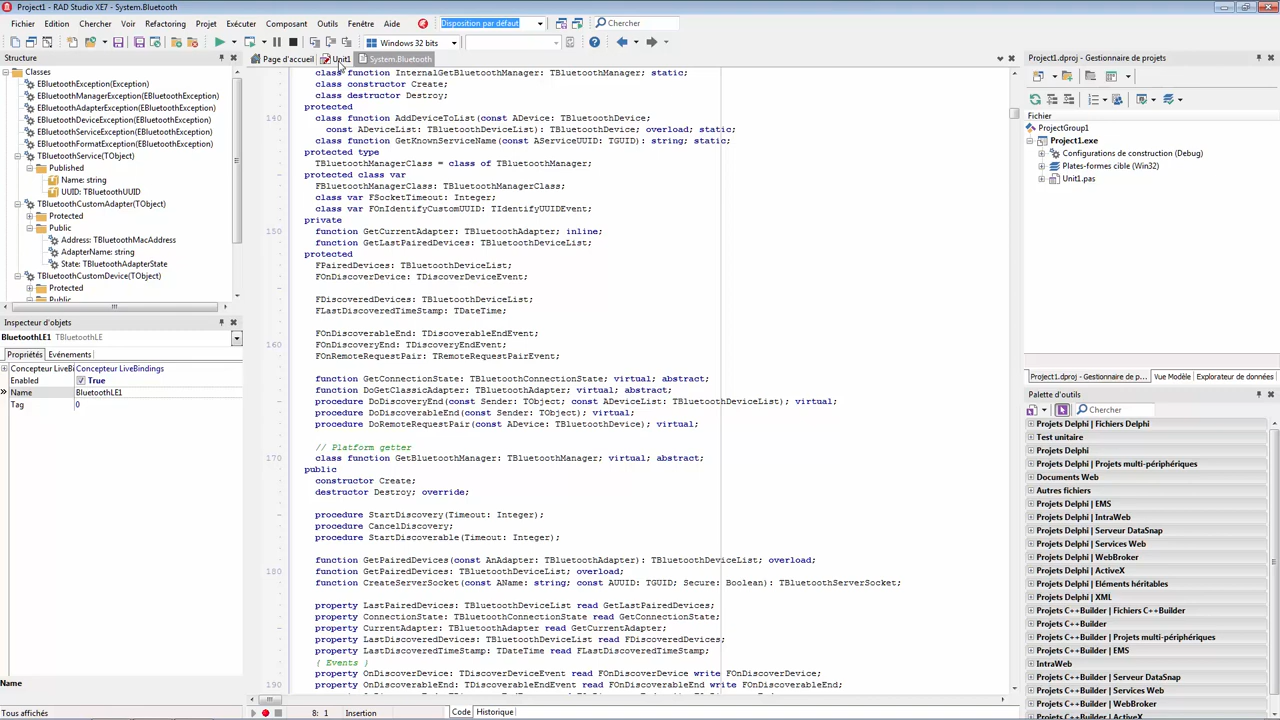 Project1 - RAD Studio XE7 - System.Bluetooth
Fichier Edition Chercher Voir Refactoring Projet Exécuter Composant Outils Fenêtre Aide Disposition par défaut Chercher
Windows 32 bits
Structure
Classes
EBluetoothException(Exception)
EBluetoothManagerException(EBluetoothException)
EBluetoothAdapterException(EBluetoothException)
EBluetoothDeviceException(EBluetoothException)
EBluetoothServiceException(EBluetoothException)
EBluetoothFormatException(EBluetoothException)
TBluetoothService(TObject)
Published
Name: string
UUID: TBluetoothUUID
TBluetoothCustomAdapter(TObject)
Protected
Public
Address: TBluetoothMacAddress
AdapterName: string
State: TBluetoothAdapterState
TBluetoothCustomDevice(TObject)
Protected
Public
Inspecteur d'objets
BluetoothLE1 TBluetoothLE
Propriétés Evénements
Concepteur LiveBi Concepteur LiveBindings
Enabled True
Name BluetoothLE1
Tag 0
Name
Tous affichés
Page d'accueil Unit1 System.Bluetooth
class function InternalGetBluetoothManager: TBluetoothManager; static;
class constructor Create;
class destructor Destroy;
protected
140 class function AddDeviceToList(const ADevice: TBluetoothDevice;
const ADeviceList: TBluetoothDeviceList): TBluetoothDevice; overload; static;
class function GetKnownServiceName(const AServiceUUID: TGUID): string; static;
protected type
TBluetoothManagerClass = class of TBluetoothManager;
protected class var
FBluetoothManagerClass: TBluetoothManagerClass;
class var FSocketTimeout: Integer;
class var FOnIdentifyCustomUUID: TIdentifyUUIDEvent;
private
150 function GetCurrentAdapter: TBluetoothAdapter; inline;
function GetLastPairedDevices: TBluetoothDeviceList;
protected
FPairedDevices: TBluetoothDeviceList;
FOnDiscoverDevice: TDiscoverDeviceEvent;
FDiscoveredDevices: TBluetoothDeviceList;
FLastDiscoveredTimeStamp: TDateTime;
FOnDiscoverableEnd: TDiscoverableEndEvent;
160 FOnDiscoveryEnd: TDiscoveryEndEvent;
FOnRemoteRequestPair: TRemoteRequestPairEvent;
function GetConnectionState: TBluetoothConnectionState; virtual; abstract;
function DoGetClassicAdapter: TBluetoothAdapter; virtual; abstract;
procedure DoDiscoveryEnd(const Sender: TObject; const ADeviceList: TBluetoothDeviceList); virtual;
procedure DoDiscoverableEnd(const Sender: TObject); virtual;
procedure DoRemoteRequestPair(const ADevice: TBluetoothDevice); virtual;
// Platform getter
170 class function GetBluetoothManager: TBluetoothManager; virtual; abstract;
public
constructor Create;
destructor Destroy; override;
procedure StartDiscovery(Timeout: Integer);
procedure CancelDiscovery;
procedure StartDiscoverable(Timeout: Integer);
function GetPairedDevices(const AnAdapter: TBluetoothAdapter): TBluetoothDeviceList; overload;
180 function GetPairedDevices: TBluetoothDeviceList; overload;
function CreateServerSocket(const AName: string; const AUUID: TGUID; Secure: Boolean): TBluetoothServerSocket;
property LastPairedDevices: TBluetoothDeviceList read GetLastPairedDevices;
property ConnectionState: TBluetoothConnectionState read GetConnectionState;
property CurrentAdapter: TBluetoothAdapter read GetCurrentAdapter;
property LastDiscoveredDevices: TBluetoothDeviceList read FDiscoveredDevices;
property LastDiscoveredTimeStamp: TDateTime read FLastDiscoveredTimeStamp;
{ Events }
property OnDiscoverDevice: TDiscoverDeviceEvent read FOnDiscoverDevice write FOnDiscoverDevice;
190 property OnDiscoverableEnd: TDiscoverableEndEvent read FOnDiscoverableEnd write FOnDiscoverableEnd;
8: 1 Insertion Code Historique
Project1.dproj - Gestionnaire de projets
Fichier
ProjectGroup1
Project1.exe
Configurations de construction (Debug)
Plates-formes cible (Win32)
Unit1.pas
Project1.dproj - Gestionnaire de p... Vue Modèle Explorateur de données
Palette d'outils
Chercher
Projets Delphi | Fichiers Delphi
Test unitaire
Projets Delphi
Projets Delphi | Projets multi-périphériques
Documents Web
Autres fichiers
Projets Delphi | EMS
Projets Delphi | IntraWeb
Projets Delphi | Serveur DataSnap
Projets Delphi | Services Web
Projets Delphi | WebBroker
Projets Delphi | ActiveX
Projets Delphi | Eléments héritables
Projets Delphi | XML
Projets C++Builder | Fichiers C++Builder
Projets C++Builder
Projets C++Builder | Projets multi-périphériques
Projets C++Builder | EMS
IntraWeb
Projets C++Builder | Serveur DataSnap
Projets C++Builder | Services Web
Projets C++Builder | WebBroker
Projets C++Builder | ActiveX